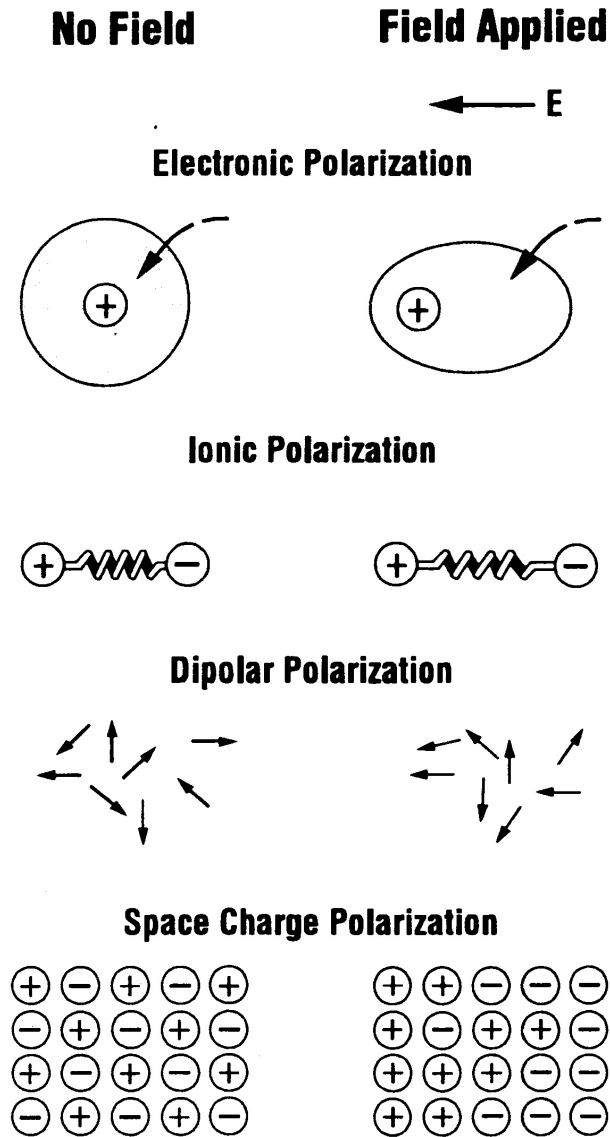 No Field Field Applied
E
Electronic Polarization
+ +
Ionic Polarization
+ − + −
Dipolar Polarization
Space Charge Polarization
+ − + − + + + − − −
− + − + − + − + + −
+ − + − + + + + − −
− + − + − + + − − −